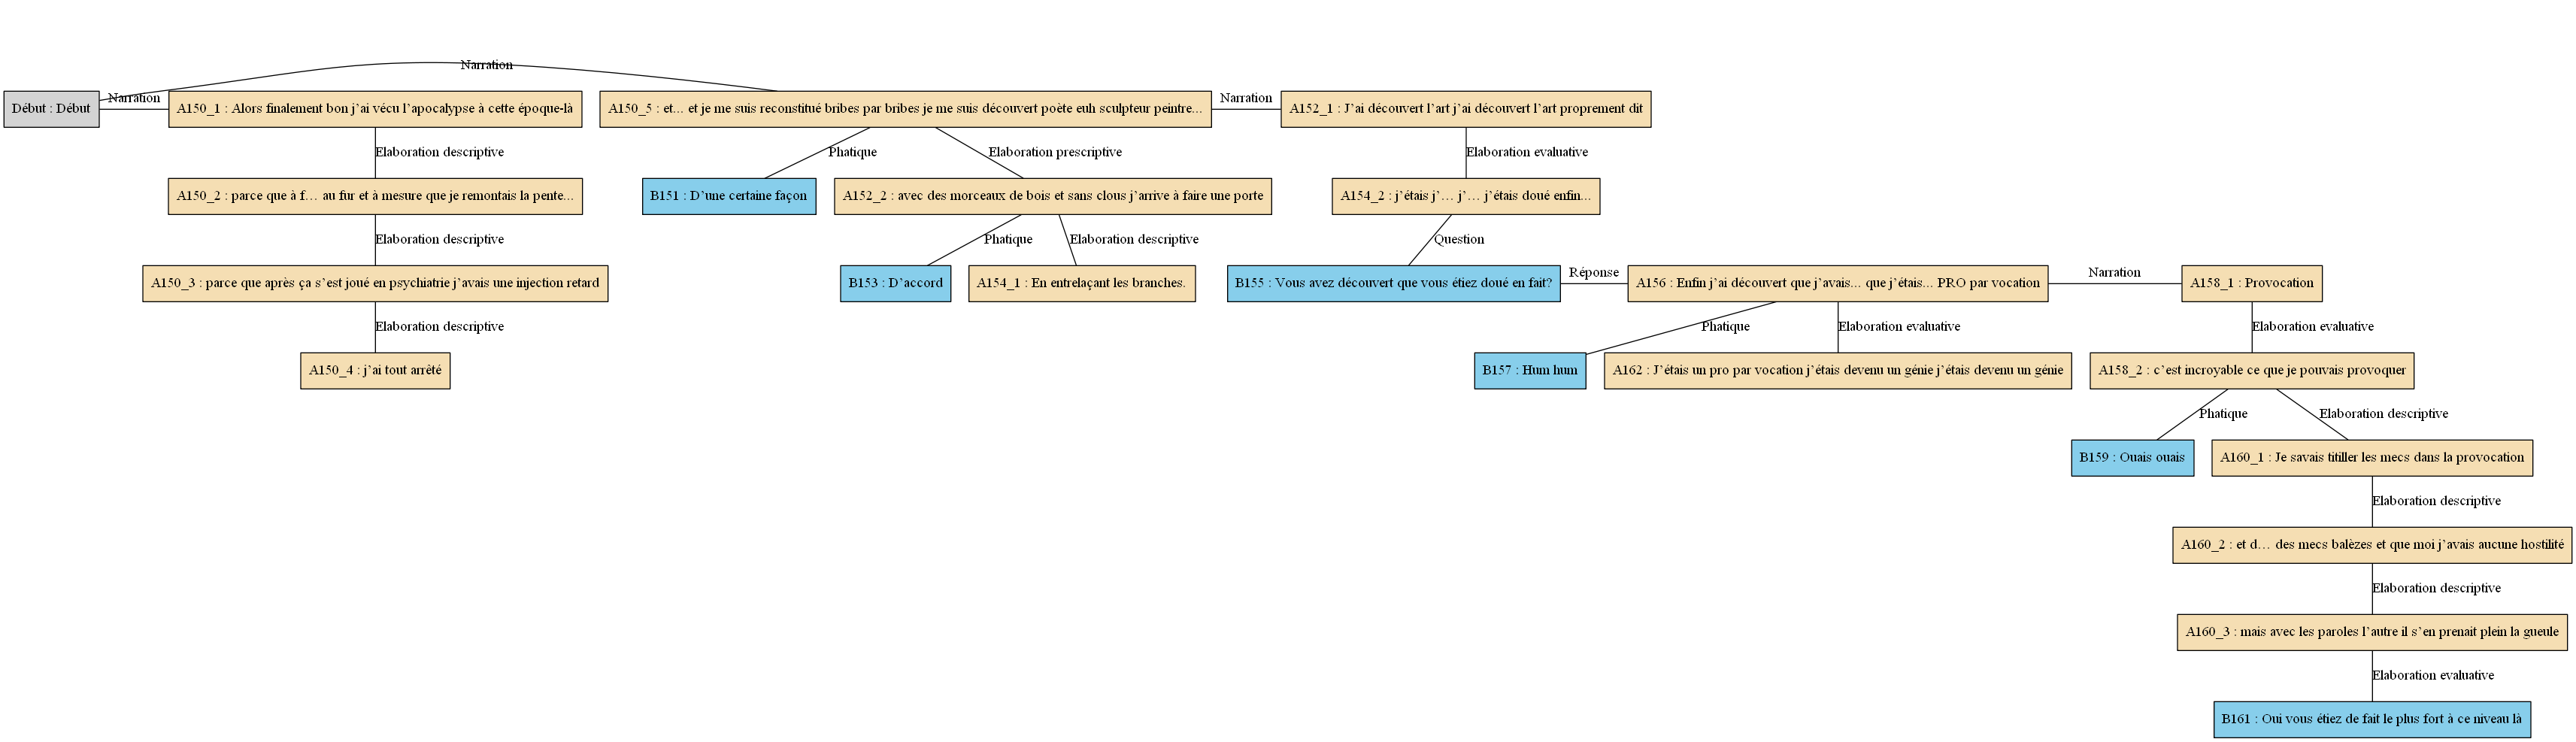 Narration
Début : Début
Narration
A150_1 : Alors finalement bon j’ai vécu l’apocalypse à cette époque-là
A150_5 : et... et je me suis reconstitué bribes par bribes je me suis découvert poète euh sculpteur peintre...
Narration
A152_1 : J’ai découvert l’art j’ai découvert l’art proprement dit
Elaboration descriptive
Phatique
Elaboration prescriptive
Elaboration evaluative
A150_2 : parce que à f… au fur et à mesure que je remontais la pente...
B151 : D’une certaine façon
A152_2 : avec des morceaux de bois et sans clous j’arrive à faire une porte
A154_2 : j’étais j’… j’… j’étais doué enfin...
Elaboration descriptive
Phatique
Elaboration descriptive
Question
A150_3 : parce que après ça s’est joué en psychiatrie j’avais une injection retard
B153 : D’accord
A154_1 : En entrelaçant les branches.
B155 : Vous avez découvert que vous étiez doué en fait?
Réponse
A156 : Enfin j’ai découvert que j’avais... que j’étais... PRO par vocation
Narration
A158_1 : Provocation
Elaboration descriptive
Phatique
Elaboration evaluative
Elaboration evaluative
A150_4 : j’ai tout arrêté
B157 : Hum hum
A162 : J’étais un pro par vocation j’étais devenu un génie j’étais devenu un génie
A158_2 : c’est incroyable ce que je pouvais provoquer
Phatique
Elaboration descriptive
B159 : Ouais ouais
A160_1 : Je savais titiller les mecs dans la provocation
Elaboration descriptive
A160_2 : et d… des mecs balèzes et que moi j’avais aucune hostilité
Elaboration descriptive
A160_3 : mais avec les paroles l’autre il s’en prenait plein la gueule
Elaboration evaluative
B161 : Oui vous étiez de fait le plus fort à ce niveau là